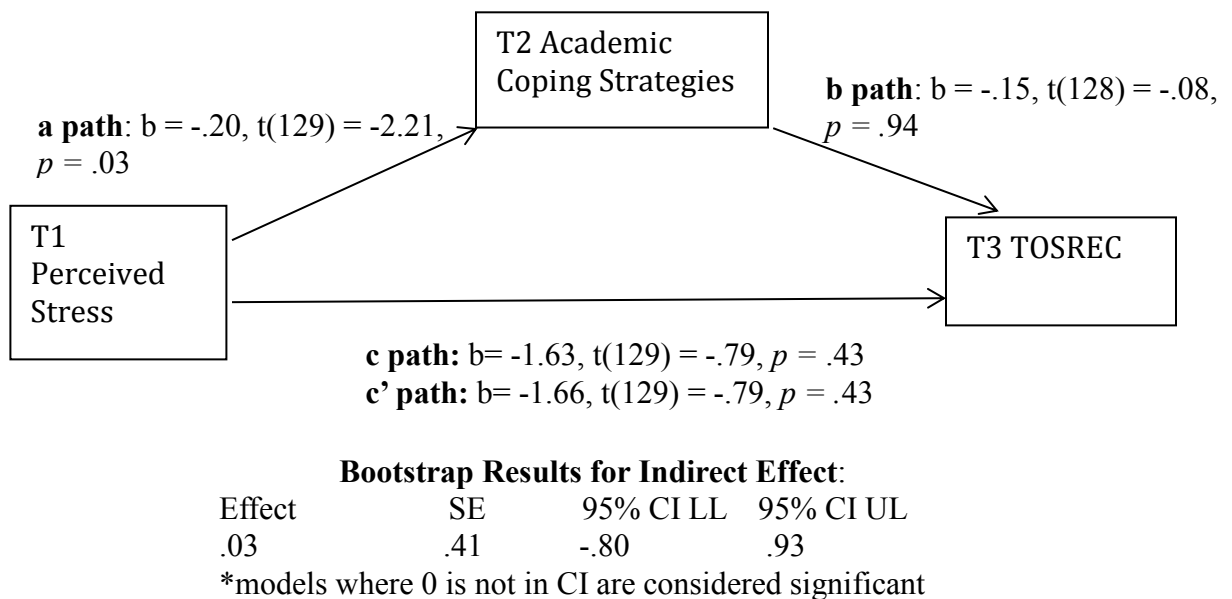 T2 Academic
Coping Strategies
a path: b = -.20, t(129) = -2.21,
p = .03
b path: b = -.15, t(128) = -.08,
p = .94
T1
Perceived
Stress
T3 TOSREC
c path: b= -1.63, t(129) = -.79, p = .43
c’ path: b= -1.66, t(129) = -.79, p = .43
Bootstrap Results for Indirect Effect:
Effect SE 95% CI LL 95% CI UL
.03 .41 -.80 .93
*models where 0 is not in CI are considered significant